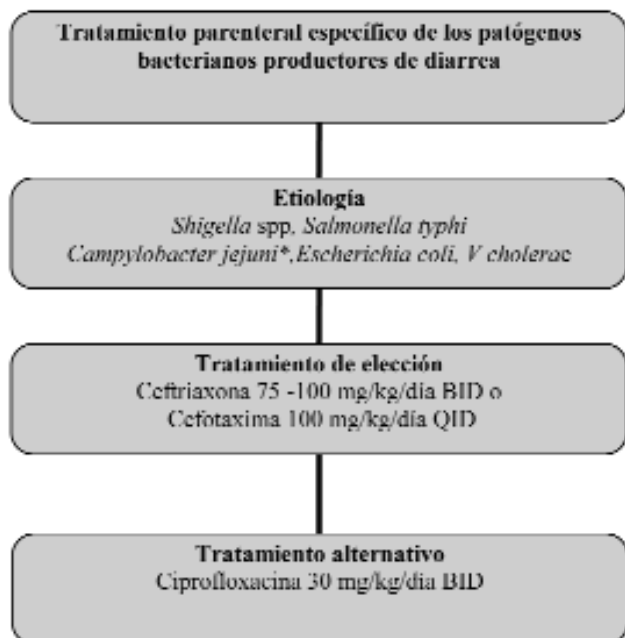 Tratamiento parenteral específico de los patógenos
bacterianos productores de diarrea
Etiología
Shigella spp, Salmonella typhi
Campylobacter jejuni*,Escherichia coli, V cholerae
Tratamiento de elección
Ceftriaxona 75 -100 mg/kg/día BID o
Cefotaxima 100 mg/kg/día QID
Tratamiento alternativo
Ciprofloxacina 30 mg/kg/día BID